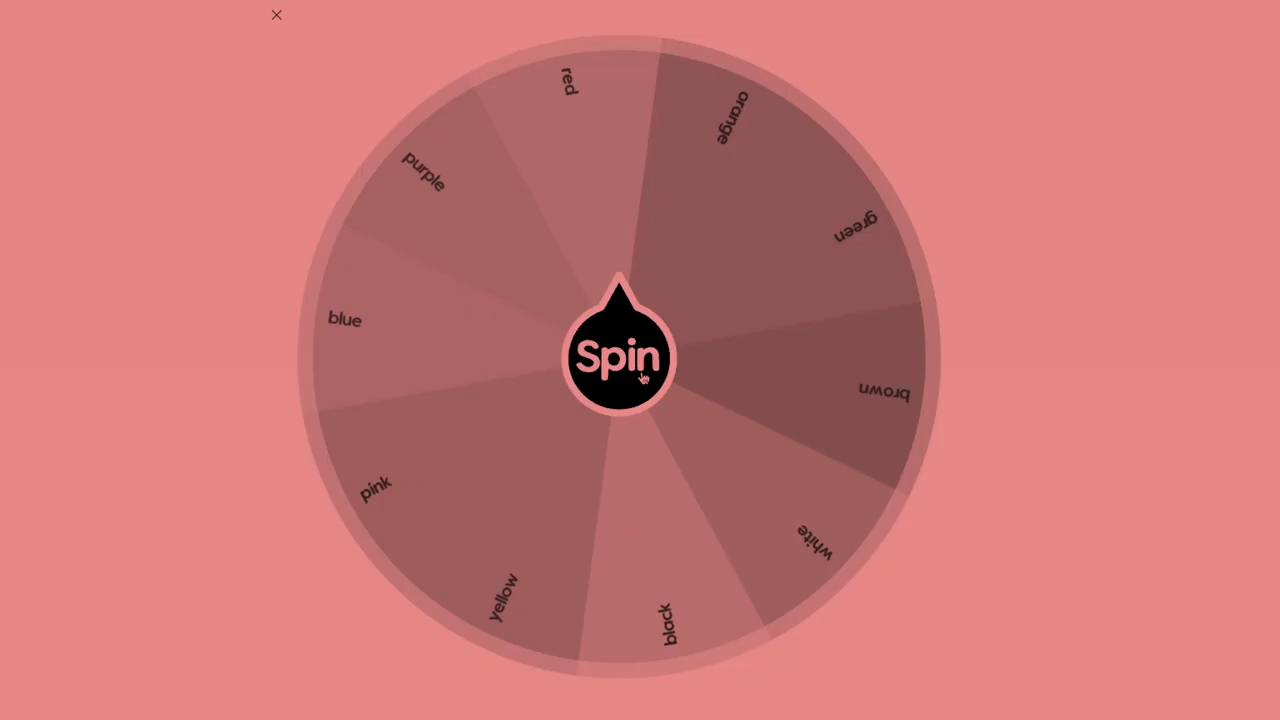 red
orange
purple
green
blue
Spin
brown
pink
white
yellow
black